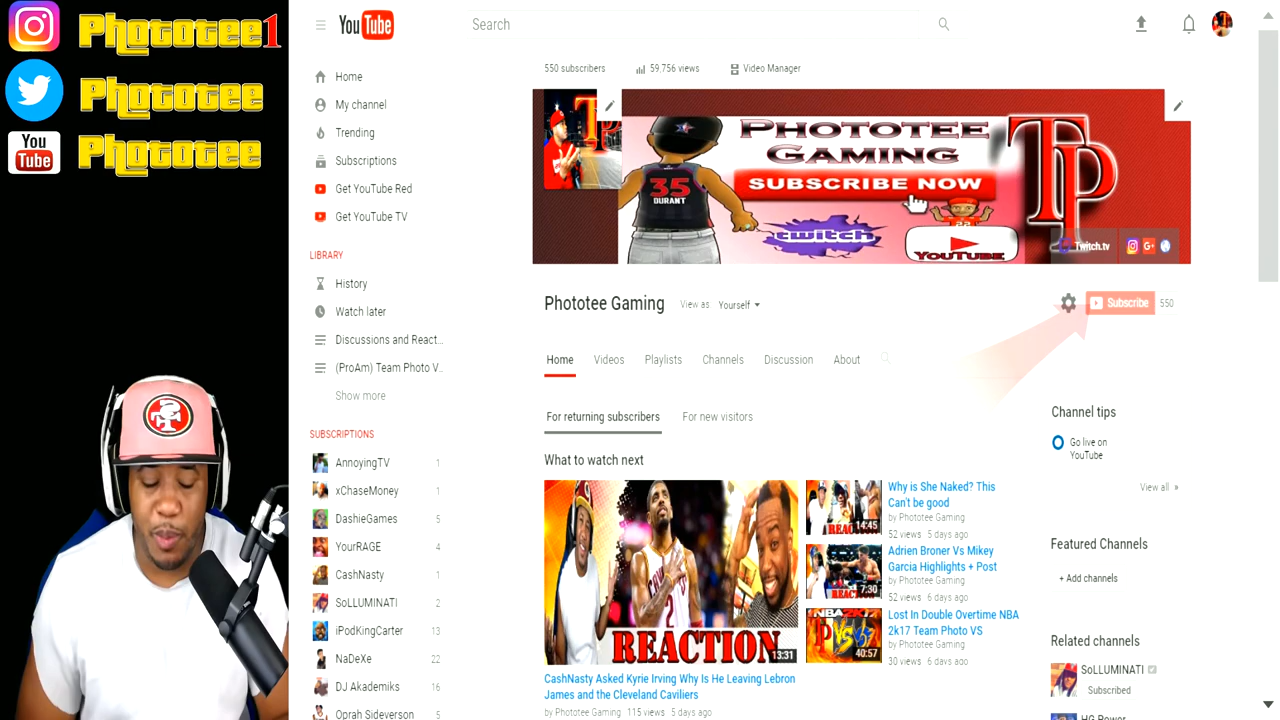 Phototee1
Phototee
You
Tube
Phototee
YouTube
Search
Home
My channel
Trending
Subscriptions
Get YouTube Red
Get YouTube TV
LIBRARY
History
Watch later
Discussions and React...
(ProAm) Team Photo V...
Show more
SUBSCRIPTIONS
AnnoyingTV 1
xChaseMoney 1
DashieGames 5
YourRAGE 4
CashNasty 1
SoLLUMINATI 2
iPodKingCarter 13
NaDeXe 22
DJ Akademiks 16
Oprah Sideverson 5
550 subscribers
59,756 views
Video Manager
PHOTOTEE
GAMING
SUBSCRIBE NOW
35
DURANT
twitch
YOUTUBE
TP
Twitch.tv
Phototee Gaming
View as:
Yourself
Subscribe
550
Home
Videos
Playlists
Channels
Discussion
About
For returning subscribers
For new visitors
What to watch next
REACTION
13:31
CashNasty Asked Kyrie Irving Why Is He Leaving Lebron
James and the Cleveland Caviliers
by Phototee Gaming 115 views 5 days ago
14:45
Why is She Naked? This
Can't be good
by Phototee Gaming
52 views 5 days ago
7:30
Adrien Broner Vs Mikey
Garcia Highlights + Post
by Phototee Gaming
52 views 6 days ago
NBA 2K17
40:57
Lost In Double Overtime NBA
2k17 Team Photo VS
by Phototee Gaming
30 views 6 days ago
Channel tips
Go live on
YouTube
View all »
Featured Channels
+ Add channels
Related channels
SoLLUMINATI
Subscribed
HG Power